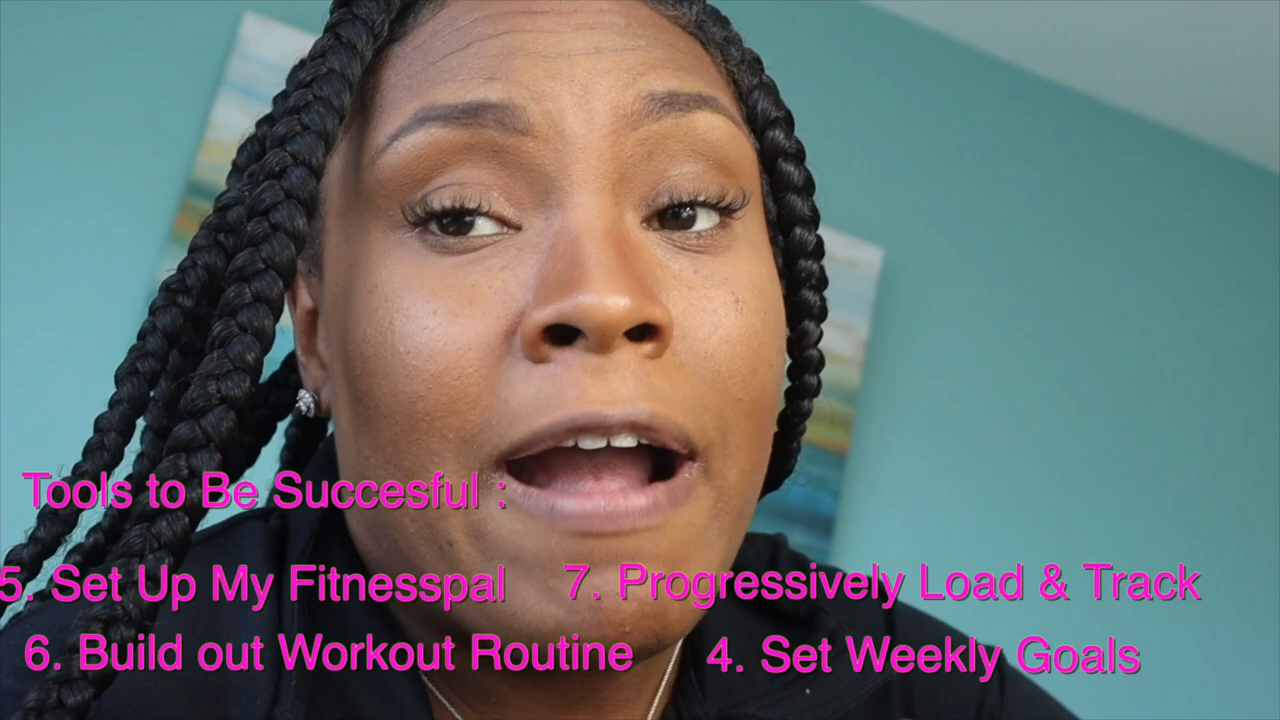 Tools to Be Succesful :
5. Set Up My Fitnesspal
7. Progressively Load & Track
6. Build out Workout Routine
4. Set Weekly Goals